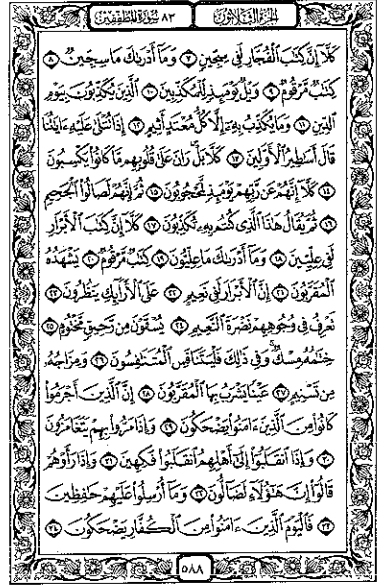 الجزء الثلاثون ٨٣ سورة المطففين
كَلَّآ إِنَّ كِتَٰبَ ٱلْفُجَّارِ لَفِى سِجِّينٍ ٧ وَمَآ أَدْرَىٰكَ مَا سِجِّينٌ ٨
كِتَٰبٌ مَّرْقُومٌ ٩ وَيْلٌ يَوْمَئِذٍ لِّلْمُكَذِّبِينَ ١٠ ٱلَّذِينَ يُكَذِّبُونَ بِيَوْمِ
ٱلدِّينِ ١١ وَمَا يُكَذِّبُ بِهِۦٓ إِلَّا كُلُّ مُعْتَدٍ أَثِيمٍ ١٢ إِذَا تُتْلَىٰ عَلَيْهِ ءَايَٰتُنَا
قَالَ أَسَٰطِيرُ ٱلْأَوَّلِينَ ١٣ كَلَّا بَلْ رَانَ عَلَىٰ قُلُوبِهِم مَّا كَانُوا۟ يَكْسِبُونَ
١٤ كَلَّآ إِنَّهُمْ عَن رَّبِّهِمْ يَوْمَئِذٍ لَّمَحْجُوبُونَ ١٥ ثُمَّ إِنَّهُمْ لَصَالُوا۟ ٱلْجَحِيمِ
١٦ ثُمَّ يُقَالُ هَٰذَا ٱلَّذِى كُنتُم بِهِۦ تُكَذِّبُونَ ١٧ كَلَّآ إِنَّ كِتَٰبَ ٱلْأَبْرَارِ
لَفِى عِلِّيِّينَ ١٨ وَمَآ أَدْرَىٰكَ مَا عِلِّيُّونَ ١٩ كِتَٰبٌ مَّرْقُومٌ ٢٠ يَشْهَدُهُ
ٱلْمُقَرَّبُونَ ٢١ إِنَّ ٱلْأَبْرَارَ لَفِى نَعِيمٍ ٢٢ عَلَى ٱلْأَرَآئِكِ يَنظُرُونَ ٢٣
تَعْرِفُ فِى وُجُوهِهِمْ نَضْرَةَ ٱلنَّعِيمِ ٢٤ يُسْقَوْنَ مِن رَّحِيقٍ مَّخْتُومٍ ٢٥
خِتَٰمُهُۥ مِسْكٌ وَفِى ذَٰلِكَ فَلْيَتَنَافَسِ ٱلْمُتَنَٰفِسُونَ ٢٦ وَمِزَاجُهُۥ
مِن تَسْنِيمٍ ٢٧ عَيْنًا يَشْرَبُ بِهَا ٱلْمُقَرَّبُونَ ٢٨ إِنَّ ٱلَّذِينَ أَجْرَمُوا۟
كَانُوا۟ مِنَ ٱلَّذِينَ ءَامَنُوا۟ يَضْحَكُونَ ٢٩ وَإِذَا مَرُّوا۟ بِهِمْ يَتَغَامَزُونَ
٣٠ وَإِذَا ٱنقَلَبُوٓا۟ إِلَىٰٓ أَهْلِهِمُ ٱنقَلَبُوا۟ فَكِهِينَ ٣١ وَإِذَا رَأَوْهُمْ
قَالُوٓا۟ إِنَّ هَٰٓؤُلَآءِ لَضَآلُّونَ ٣٢ وَمَآ أُرْسِلُوا۟ عَلَيْهِمْ حَٰفِظِينَ
٣٣ فَٱلْيَوْمَ ٱلَّذِينَ ءَامَنُوا۟ مِنَ ٱلْكُفَّارِ يَضْحَكُونَ ٣٤
٥٨٨